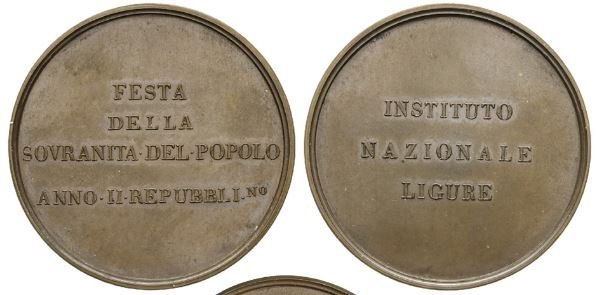 FESTA
DELLA
SOVRANITA·DEL·POPOLO
ANNO·II·REPUBBLI.NO
INSTITUTO
NAZIONALE
LIGURE